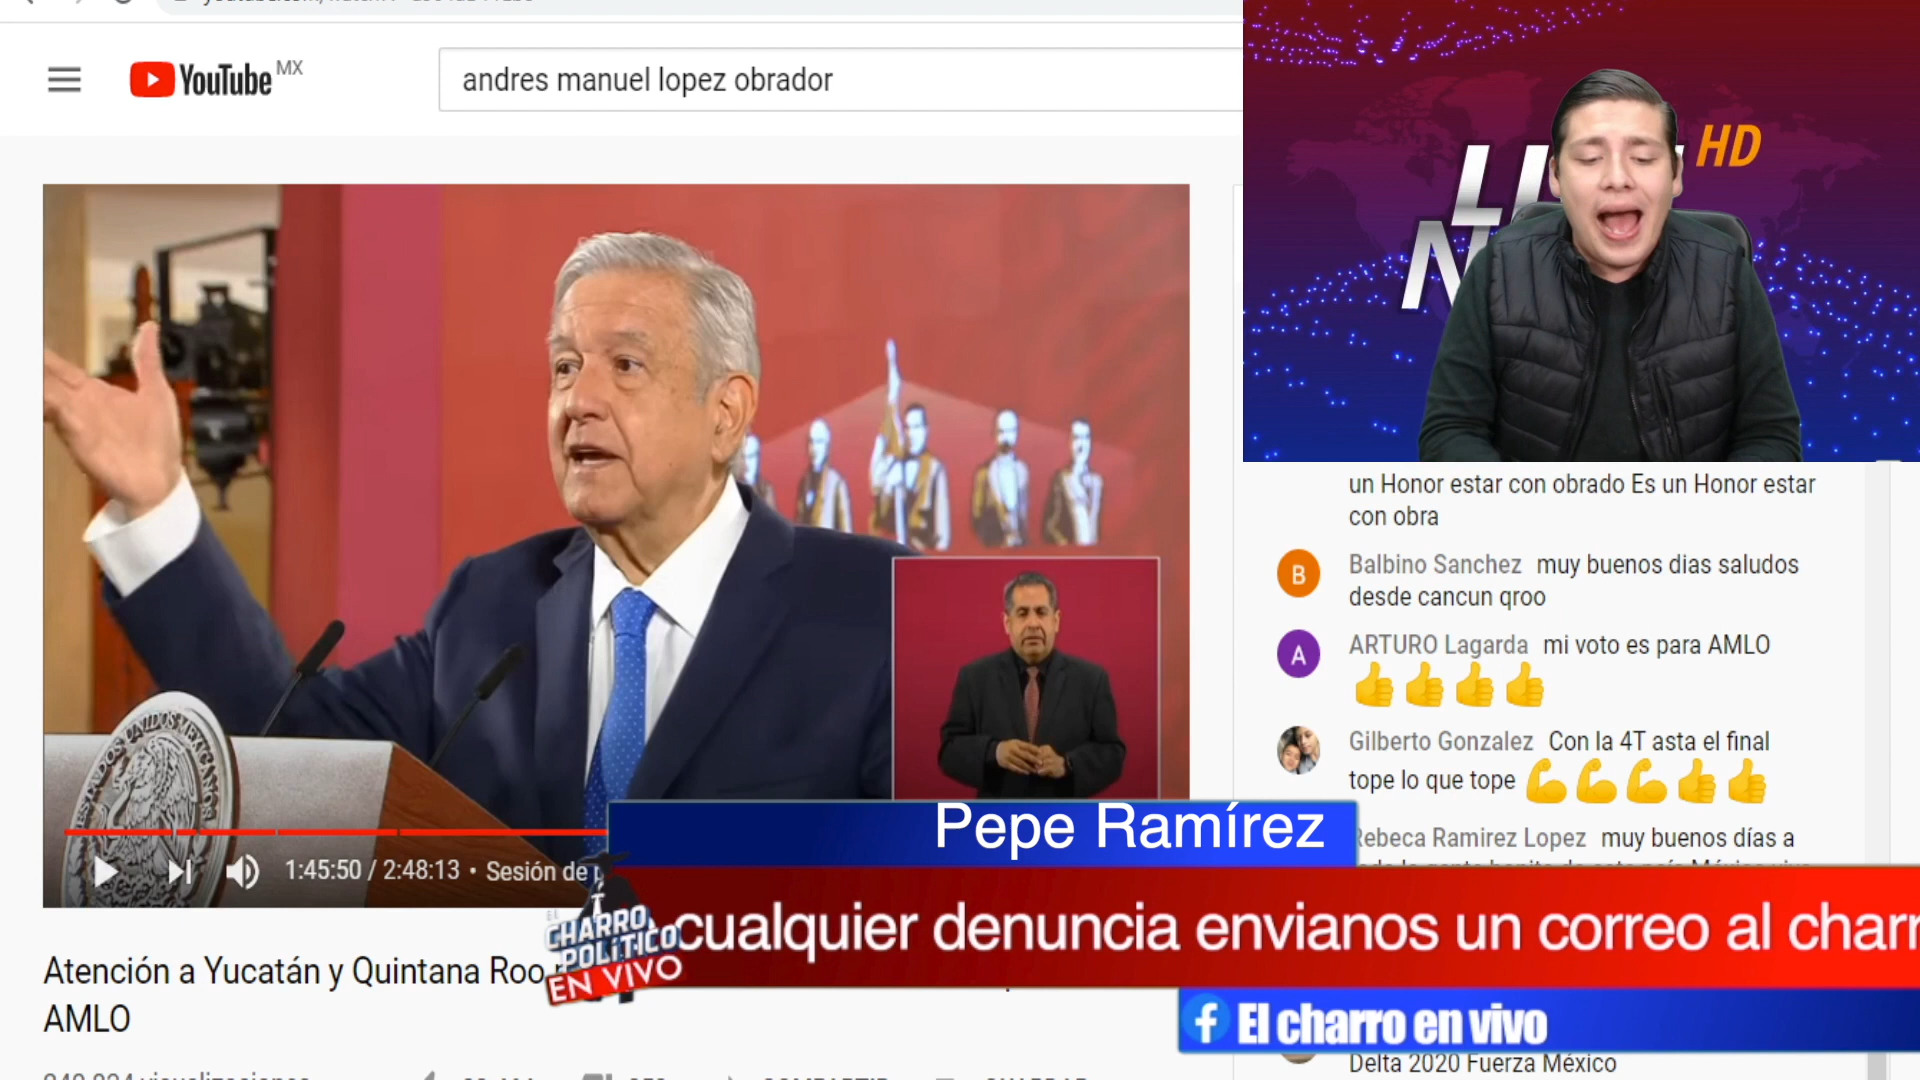 YouTube MX
andres manuel lopez obrador
HD
un Honor estar con obrado Es un Honor estar
con obra
Balbino Sanchez muy buenos dias saludos
desde cancun qroo
ARTURO Lagarda mi voto es para AMLO
Gilberto Gonzalez Con la 4T asta el final
tope lo que tope
Rebeca Ramirez Lopez muy buenos días a
ESTADOS UNIDOS MEXICANOS
Pepe Ramírez
1:45:50 / 2:48:13 • Sesión de
EL CHARRO POLÍTICO
EN VIVO
cualquier denuncia envianos un correo al charr
Atención a Yucatán y Quintana Roo
AMLO
El charro en vivo
Delta 2020 Fuerza México